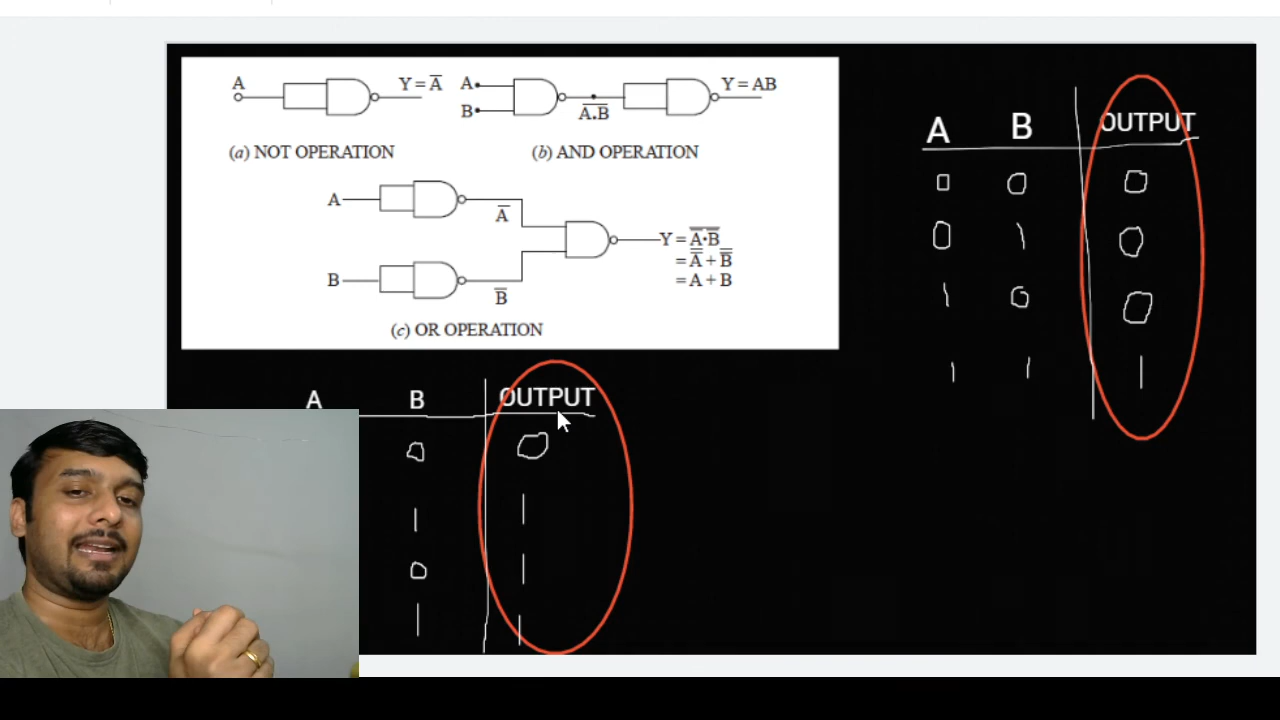 A Y = A̅ A B A̅.̅B̅ Y = AB
(a) NOT OPERATION (b) AND OPERATION
A A̅
Y = A̅̅·B̅̅
= A̅̅ + B̅̅
= A + B
B B̅
(c) OR OPERATION
A B OUTPUT
0 0 0
0 1 0
1 0 0
1 1 1
A B OUTPUT
0 0
1 1
0 1
1 1